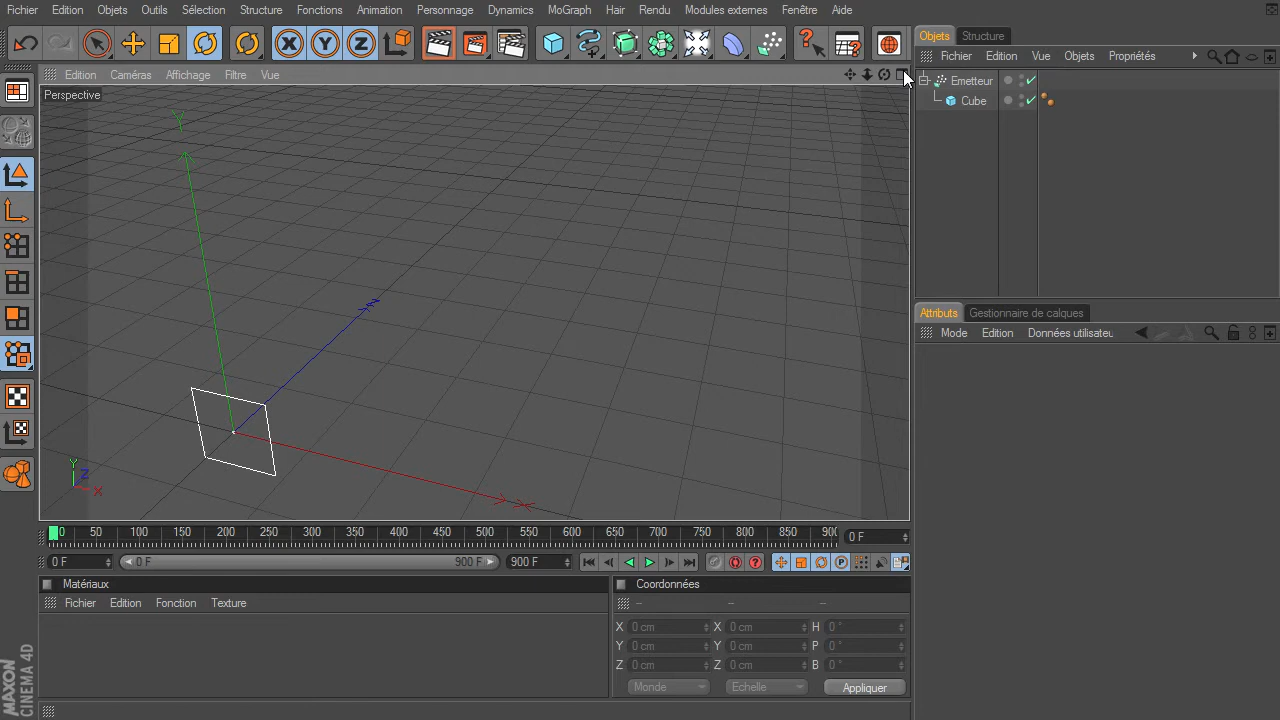 Fichier Edition Objets Outils Sélection Structure Fonctions Animation Personnage Dynamics MoGraph Hair Rendu Modules externes Fenêtre Aide
X Y Z
Objets Structure
Fichier Edition Vue Objets Propriétés
Edition Caméras Affichage Filtre Vue
Emetteur
Cube
Perspective
Y
Z
X
Y Z X
Attributs Gestionnaire de calques
Mode Edition Données utilisateu
0 50 100 150 200 250 300 350 400 450 500 550 600 650 700 750 800 850 90(
0 F
0 F 0 F 900 F 900 F
P
Matériaux
Fichier Edition Fonction Texture
Coordonnées
-- -- --
X 0 cm X 0 cm H 0 °
Y 0 cm Y 0 cm P 0 °
Z 0 cm Z 0 cm B 0 °
Monde Echelle Appliquer
MAXON
CINEMA 4D